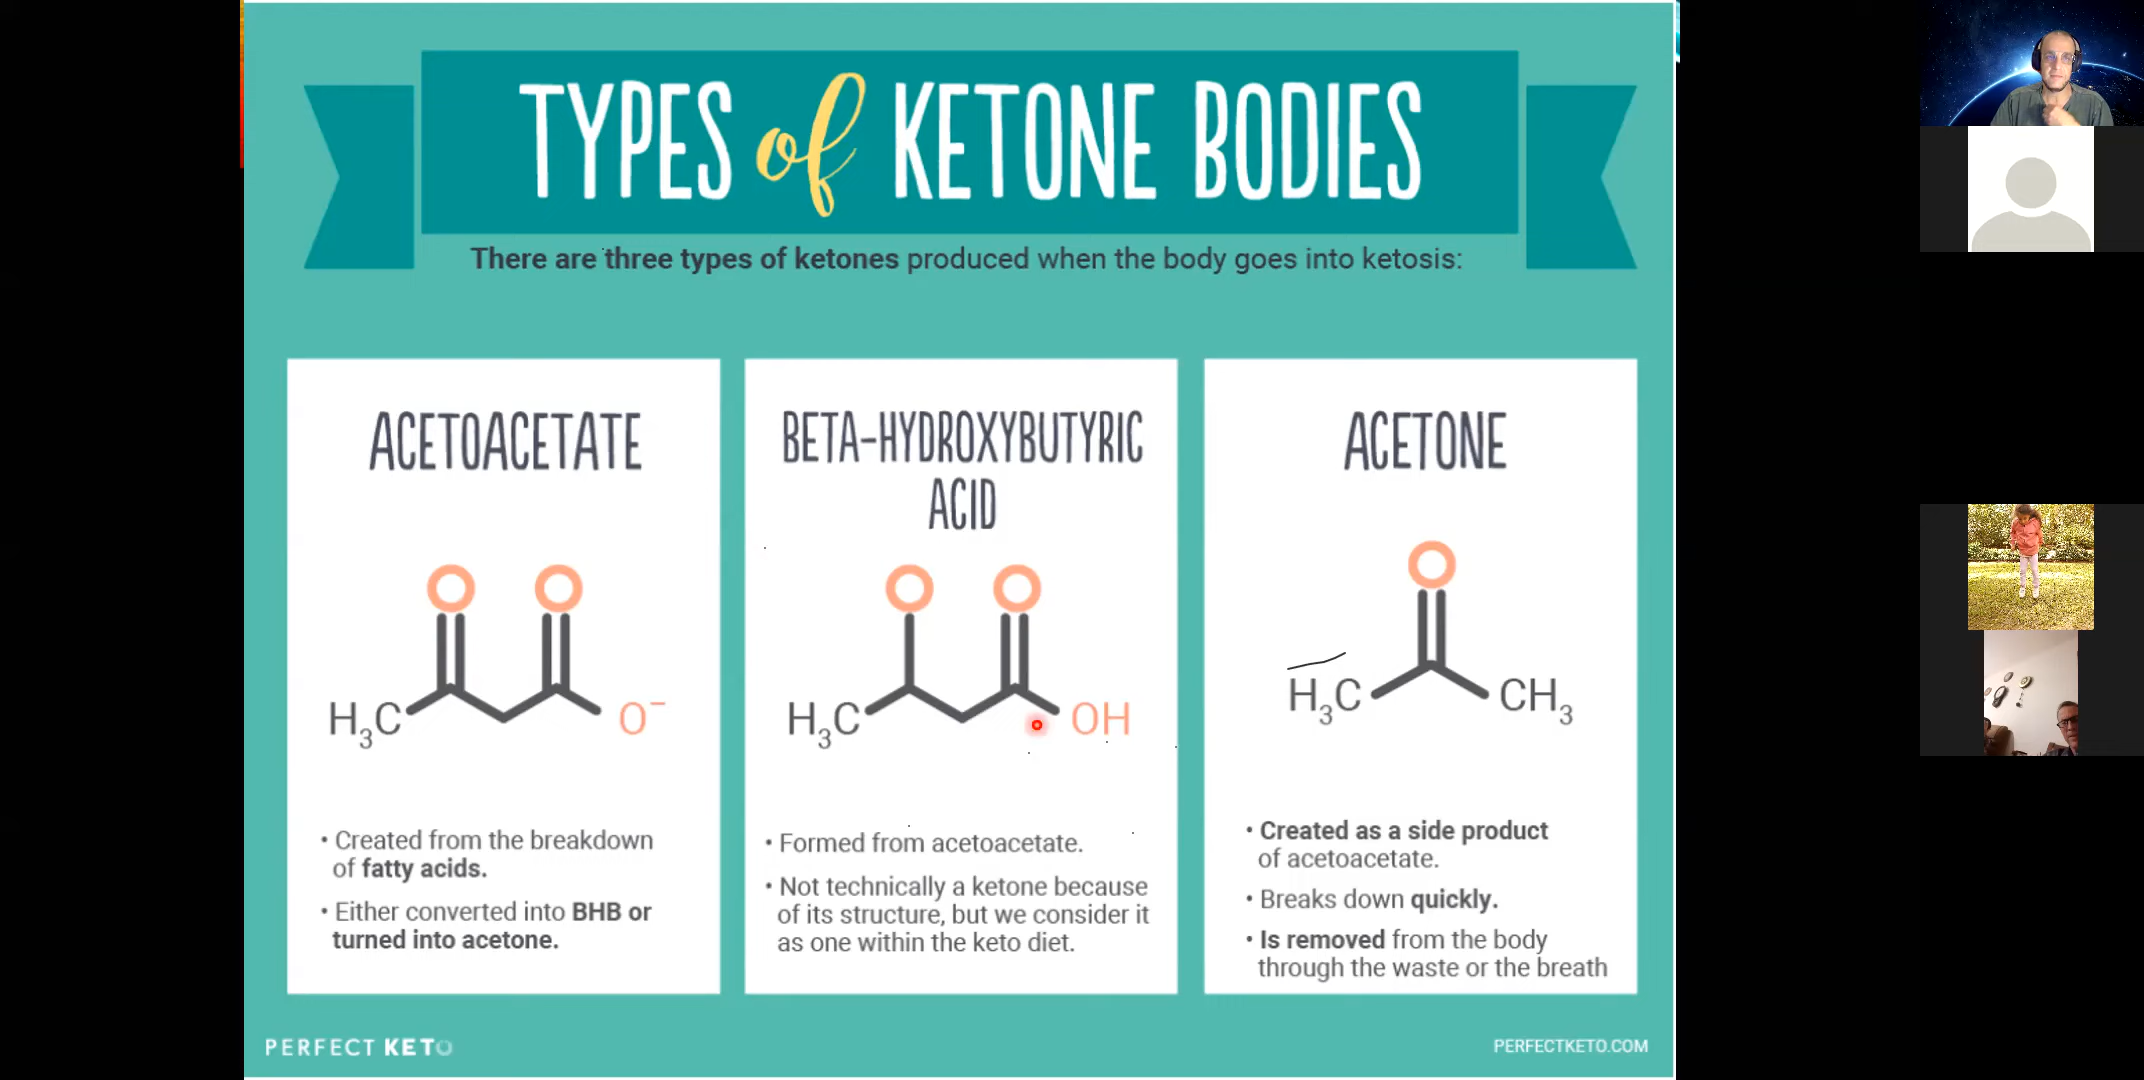 TYPES of KETONE BODIES
There are three types of ketones produced when the body goes into ketosis:
ACETOACETATE
O O
H₃C O⁻
• Created from the breakdown
of fatty acids.
• Either converted into BHB or
turned into acetone.
BETA-HYDROXYBUTYRIC
ACID
O O
H₃C OH
• Formed from acetoacetate.
• Not technically a ketone because
of its structure, but we consider it
as one within the keto diet.
ACETONE
O
H₃C CH₃
• Created as a side product
of acetoacetate.
• Breaks down quickly.
• Is removed from the body
through the waste or the breath
PERFECT KETO
PERFECTKETO.COM